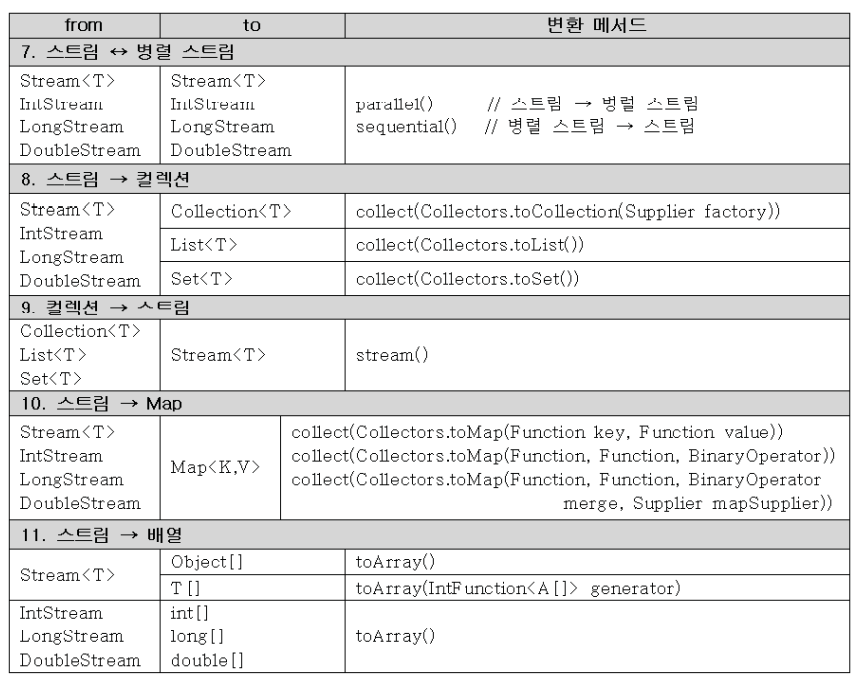 from to 변환 메서드
7. 스트림 ↔ 병렬 스트림
Stream<T> Stream<T>
IntStream IntStream parallel() // 스트림 → 병렬 스트림
LongStream LongStream sequential() // 병렬 스트림 → 스트림
DoubleStream DoubleStream
8. 스트림 → 컬렉션
Stream<T> Collection<T> collect(Collectors.toCollection(Supplier factory))
IntStream
LongStream List<T> collect(Collectors.toList())
DoubleStream Set<T> collect(Collectors.toSet())
9. 컬렉션 → 스트림
Collection<T>
List<T> Stream<T> stream()
Set<T>
10. 스트림 → Map
Stream<T> collect(Collectors.toMap(Function key, Function value))
IntStream Map<K,V> collect(Collectors.toMap(Function, Function, BinaryOperator))
LongStream collect(Collectors.toMap(Function, Function, BinaryOperator
DoubleStream merge, Supplier mapSupplier))
11. 스트림 → 배열
Stream<T> Object[] toArray()
T[] toArray(IntFunction<A[]> generator)
IntStream int[]
LongStream long[] toArray()
DoubleStream double[]